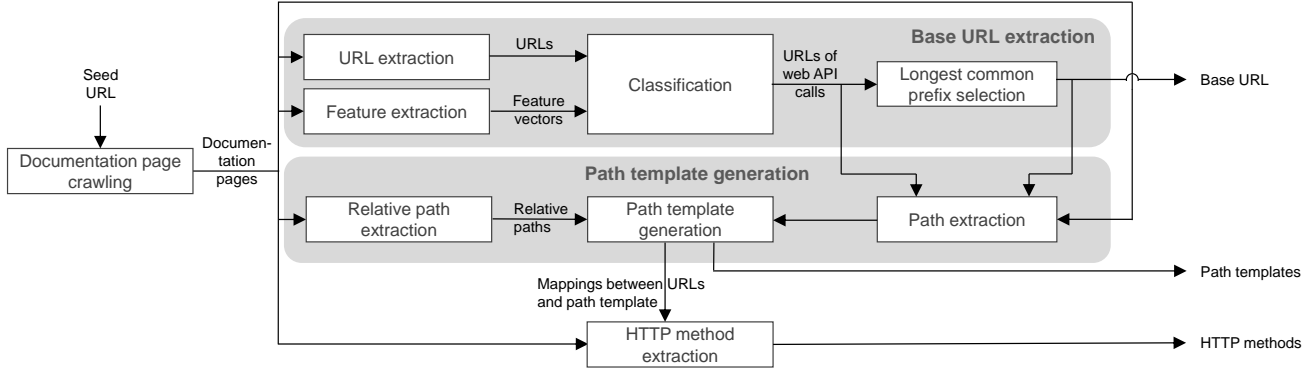 Seed
URL
Documentation page
crawling
Documen-
tation
pages
Base URL extraction
URL extraction
URLs
Feature extraction
Feature
vectors
Classification
URLs of
web API
calls
Longest common
prefix selection
Base URL
Path template generation
Relative path
extraction
Relative
paths
Path template
generation
Path extraction
Path templates
Mappings between URLs
and path template
HTTP method
extraction
HTTP methods